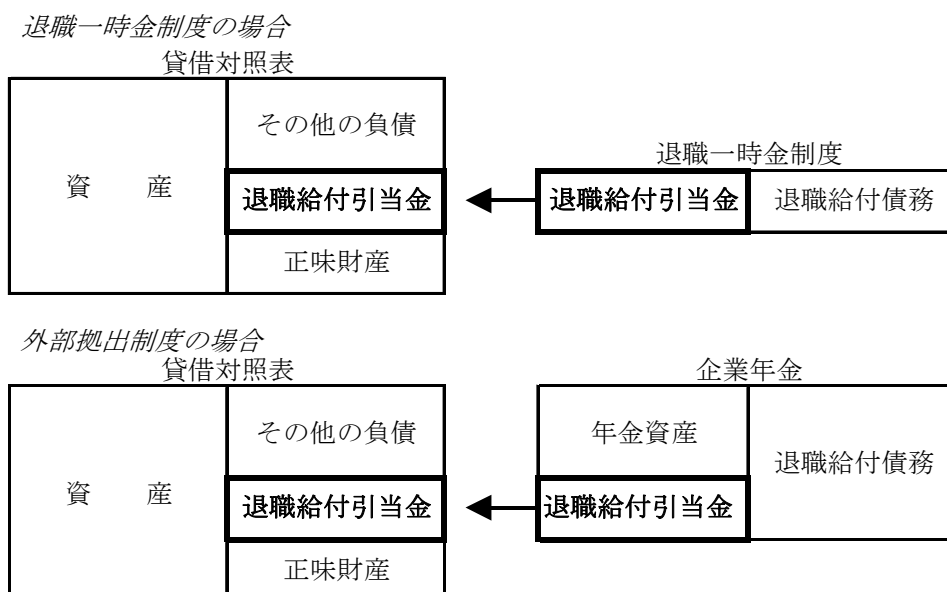 退職一時金制度の場合
貸借対照表
資　産
その他の負債
退職給付引当金
正味財産
退職一時金制度
退職給付引当金
退職給付債務
外部拠出制度の場合
貸借対照表
資　産
その他の負債
退職給付引当金
正味財産
企業年金
年金資産
退職給付引当金
退職給付債務